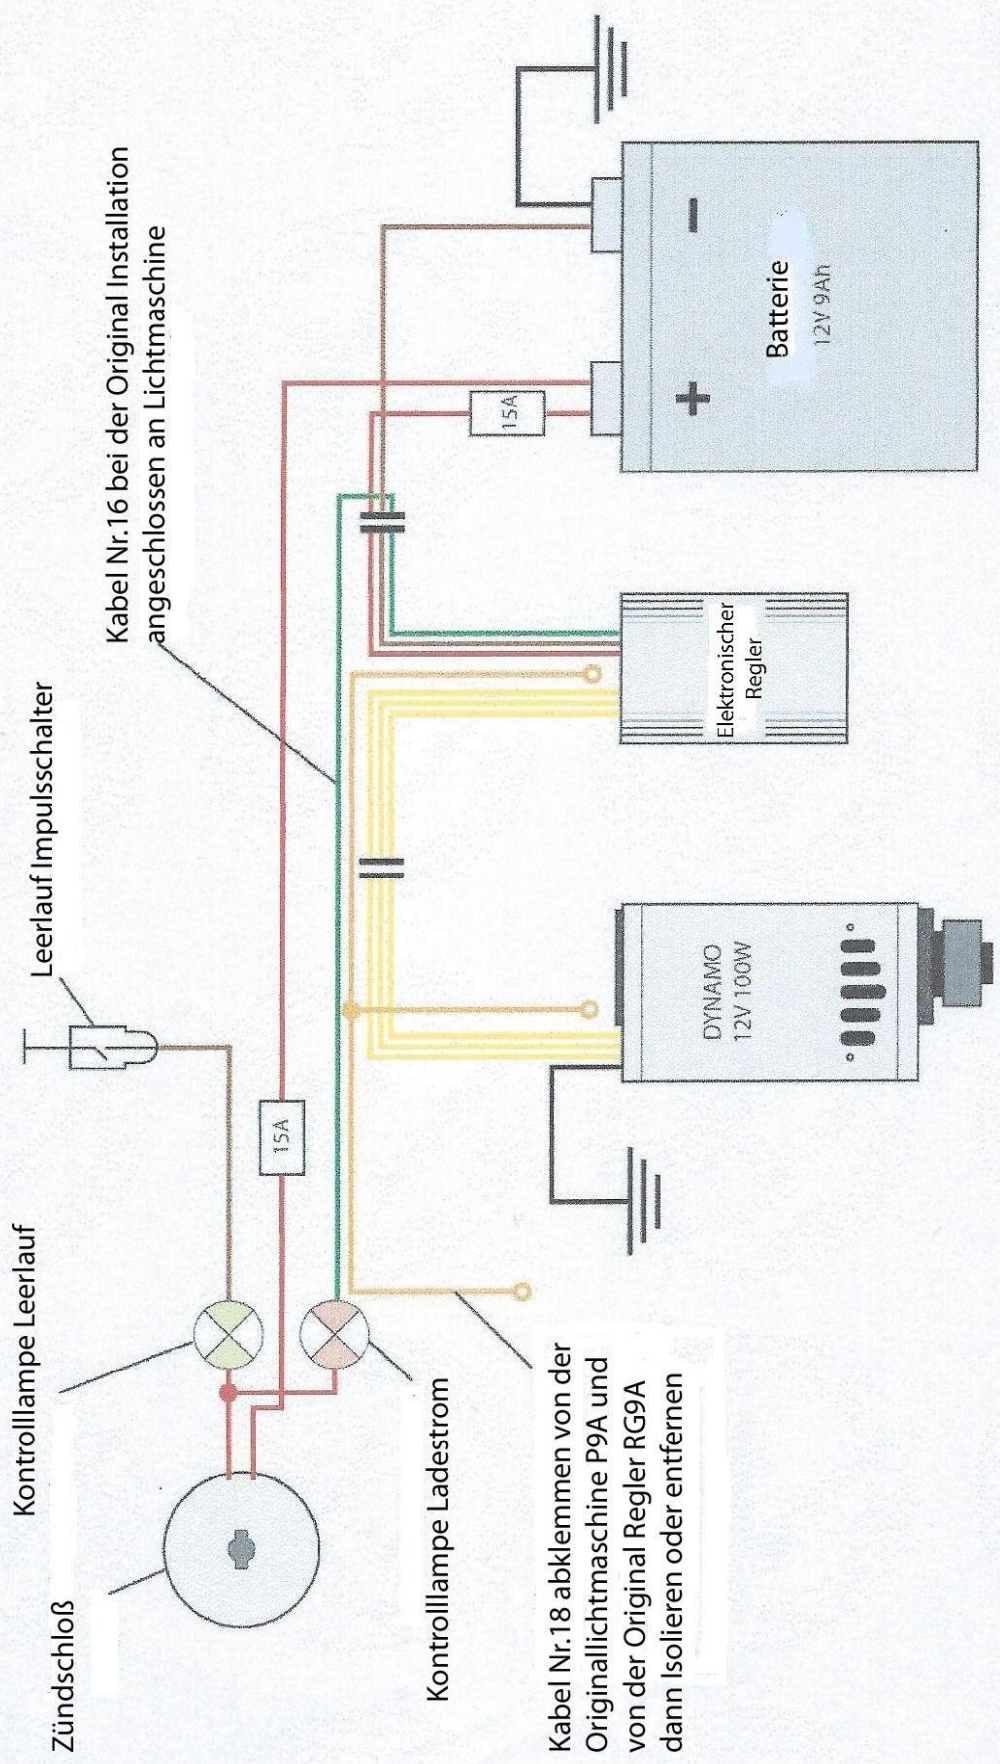 Zündschloß
Kontrolllampe Leerlauf
Leerlauf Impulsschalter
Kabel Nr.16 bei der Original Installation
angeschlossen an Lichtmaschine
15A
15A
Kontrolllampe Ladestrom
DYNAMO
12V 100W
Elektronischer
Regler
+
−
Batterie
12V 9Ah
Kabel Nr.18 abklemmen von der
Originallichtmaschine P9A und
von der Original Regler RG9A
dann Isolieren oder entfernen